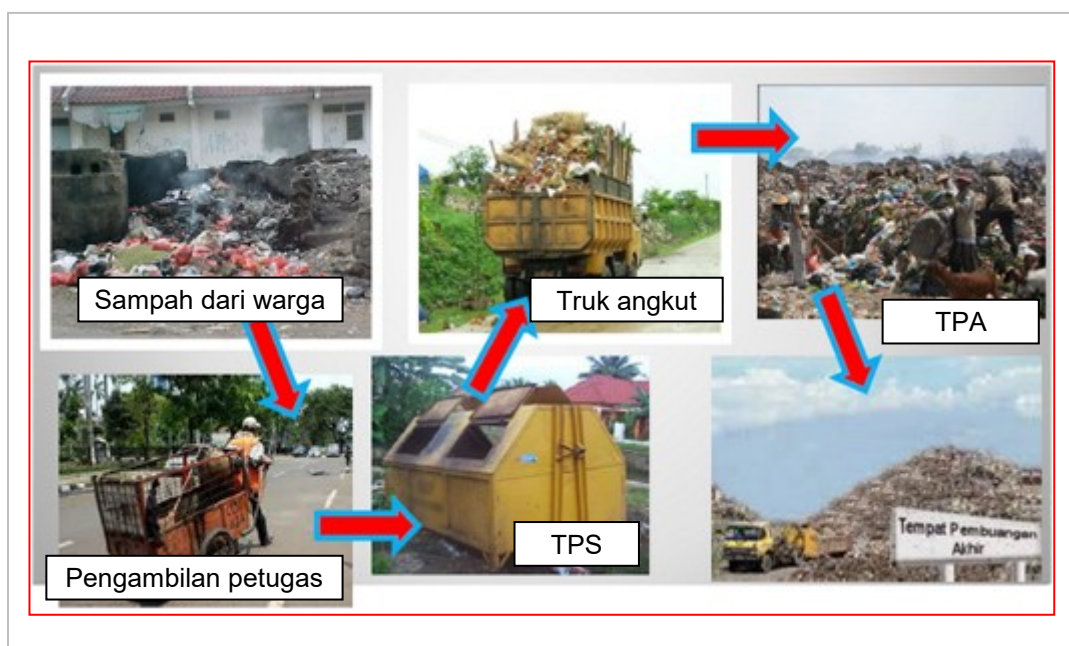 Sampah dari warga
Pengambilan petugas
TPS
Truk angkut
TPA
Tempat Pembuangan
Akhir